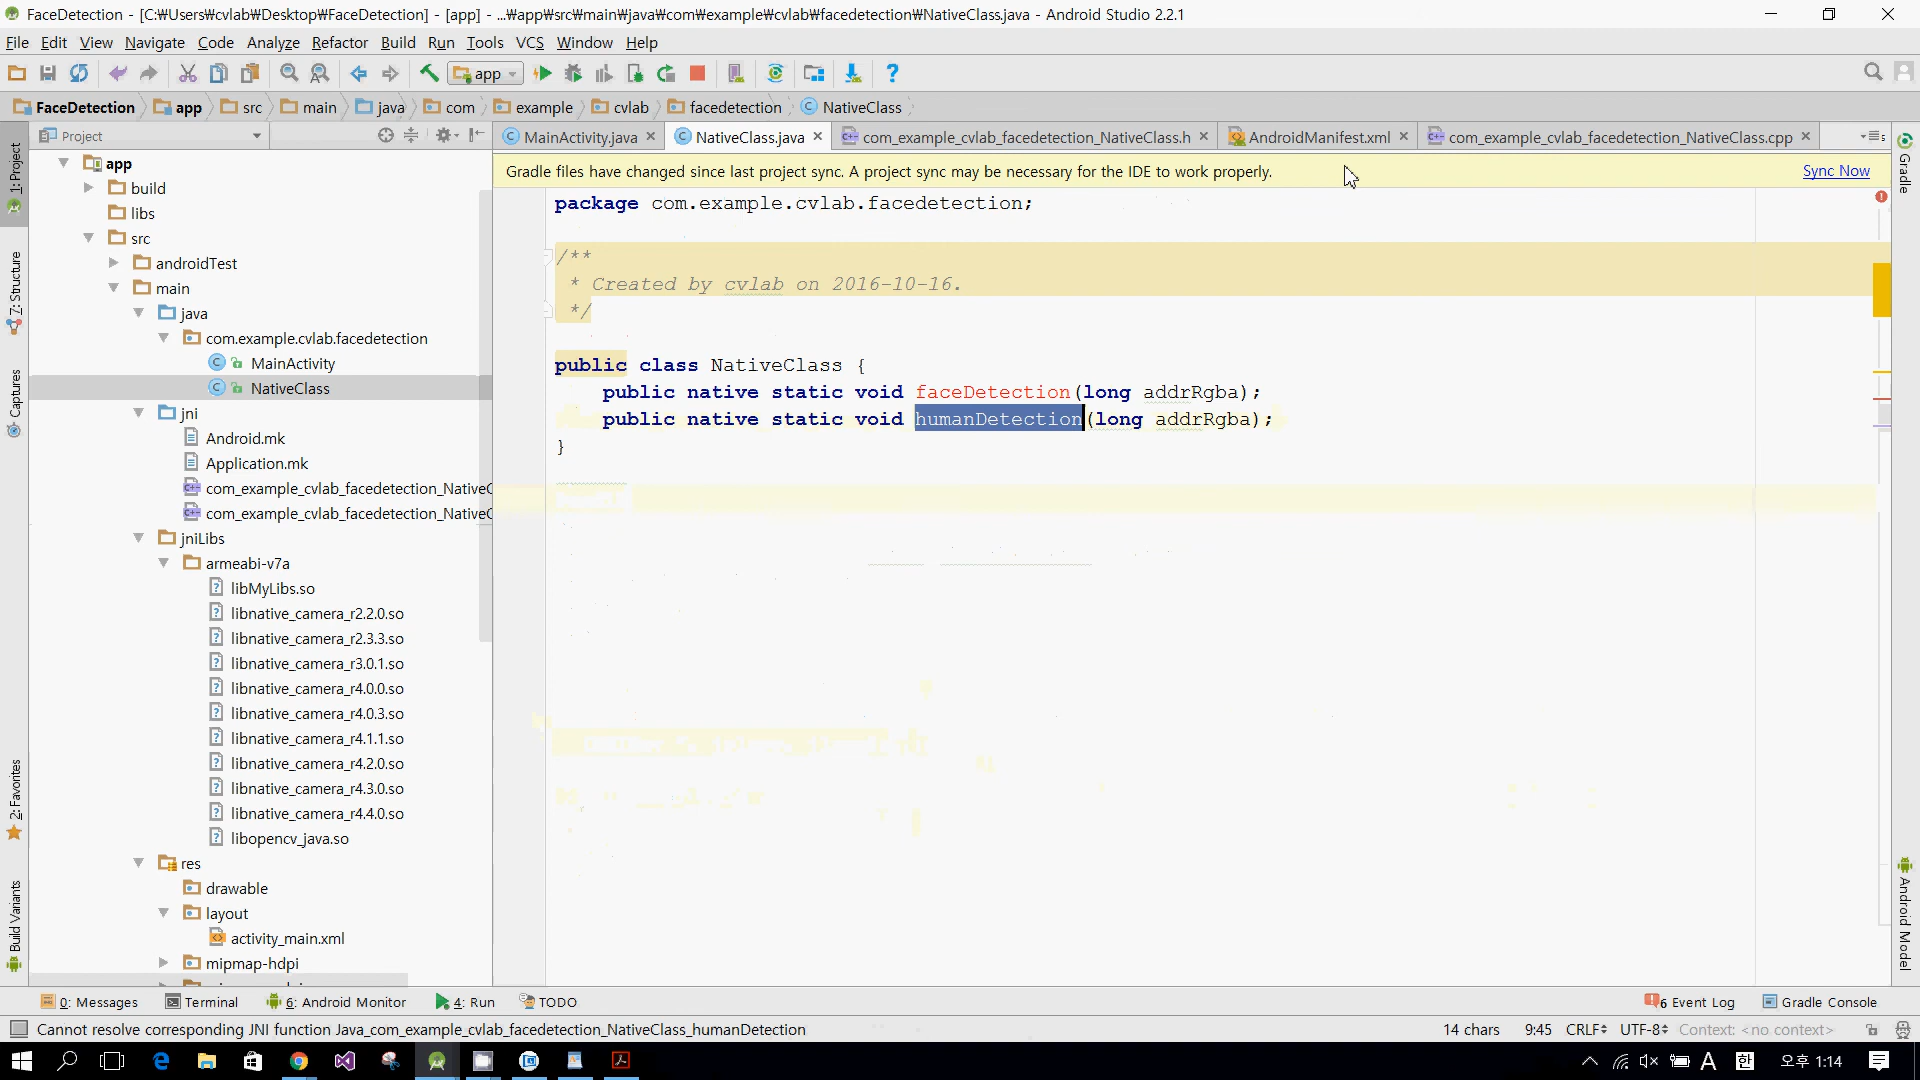 FaceDetection - [C:₩Users₩cvlab₩Desktop₩FaceDetection] - [app] - ...₩app₩src₩main₩java₩com₩example₩cvlab₩facedetection₩NativeClass.java - Android Studio 2.2.1
File Edit View Navigate Code Analyze Refactor Build Run Tools VCS Window Help
app
FaceDetection app src main java com example cvlab facedetection NativeClass
Project
MainActivity.java NativeClass.java com_example_cvlab_facedetection_NativeClass.h AndroidManifest.xml com_example_cvlab_facedetection_NativeClass.cpp
Gradle files have changed since last project sync. A project sync may be necessary for the IDE to work properly. Sync Now
1: Project
7: Structure
Captures
2: Favorites
Build Variants
app
build
libs
src
androidTest
main
java
com.example.cvlab.facedetection
MainActivity
NativeClass
jni
Android.mk
Application.mk
com_example_cvlab_facedetection_NativeC
com_example_cvlab_facedetection_NativeC
jniLibs
armeabi-v7a
libMyLibs.so
libnative_camera_r2.2.0.so
libnative_camera_r2.3.3.so
libnative_camera_r3.0.1.so
libnative_camera_r4.0.0.so
libnative_camera_r4.0.3.so
libnative_camera_r4.1.1.so
libnative_camera_r4.2.0.so
libnative_camera_r4.3.0.so
libnative_camera_r4.4.0.so
libopencv_java.so
res
drawable
layout
activity_main.xml
mipmap-hdpi
package com.example.cvlab.facedetection;
/**
* Created by cvlab on 2016-10-16.
*/
public class NativeClass {
public native static void faceDetection(long addrRgba);
public native static void humanDetection(long addrRgba);
}
Gradle
Android Model
0: Messages Terminal 6: Android Monitor 4: Run TODO 6 Event Log Gradle Console
Cannot resolve corresponding JNI function Java_com_example_cvlab_facedetection_NativeClass_humanDetection 14 chars 9:45 CRLF UTF-8 Context: <no context>
A 한 오후 1:14